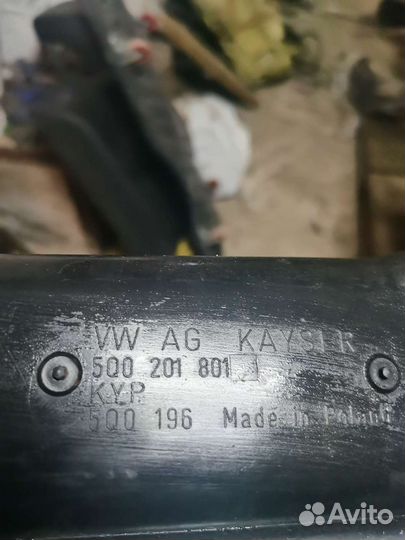 VW AG KAYSER
5Q0 201 801 J
KYP
5Q0 196 Made in Poland
Avito